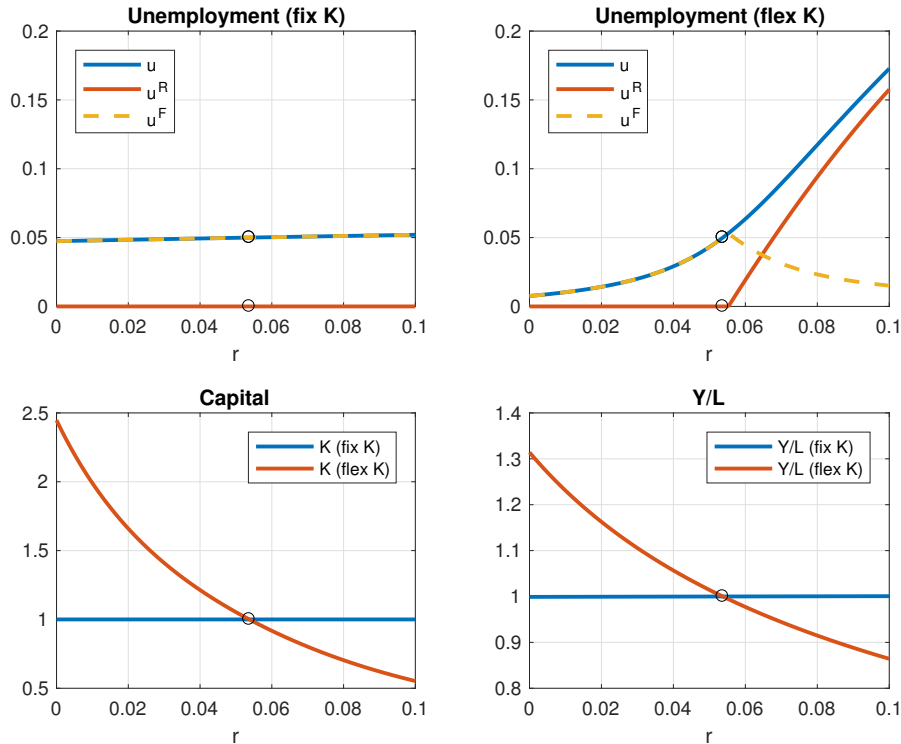 Unemployment (fix K)
0.2
0.15
0.1
0.05
0
u
u^R
u^F
0 0.02 0.04 0.06 0.08 0.1
r
Unemployment (flex K)
0.2
0.15
0.1
0.05
0
u
u^R
u^F
0 0.02 0.04 0.06 0.08 0.1
r
Capital
2.5
2
1.5
1
0.5
K (fix K)
K (flex K)
0 0.02 0.04 0.06 0.08 0.1
r
Y/L
1.4
1.3
1.2
1.1
1
0.9
0.8
Y/L (fix K)
Y/L (flex K)
0 0.02 0.04 0.06 0.08 0.1
r